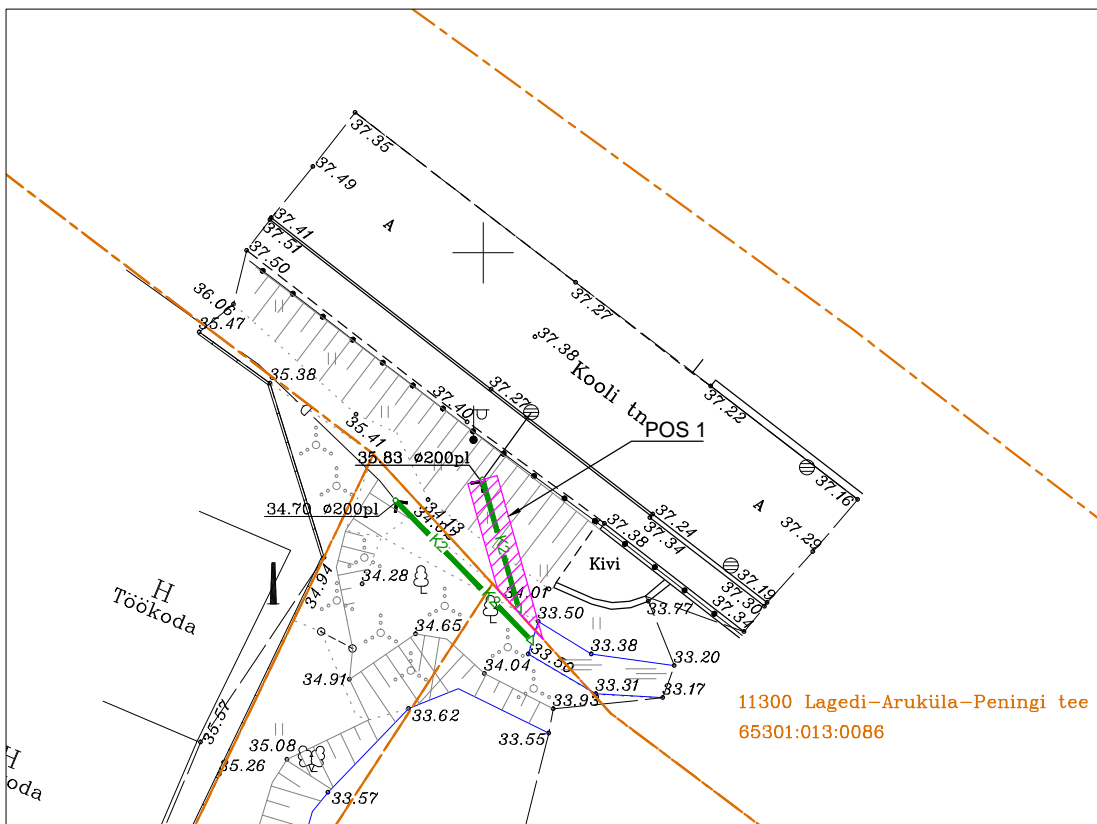 37.35
37.49
A
37.41
37.51
37.50
37.27
36.06
35.47
37.38
Kooli tn
35.38
37.27
37.40
37.22
35.41
POS 1
35.83 ⌀200pl
37.16
34.70 ⌀200pl
34.13
A
37.24
37.34
37.38
37.29
K2
K2
Kivi
34.94
34.28
H
Töökoda
34.01
K2
37.19
37.30
33.77
37.34
33.50
34.65
33.50
33.38
33.20
34.04
34.91
33.31
33.17
33.93
33.62
11300 Lagedi-Aruküla-Peningi tee
65301:013:0086
33.55
35.57
35.08
35.26
H
oda
33.57